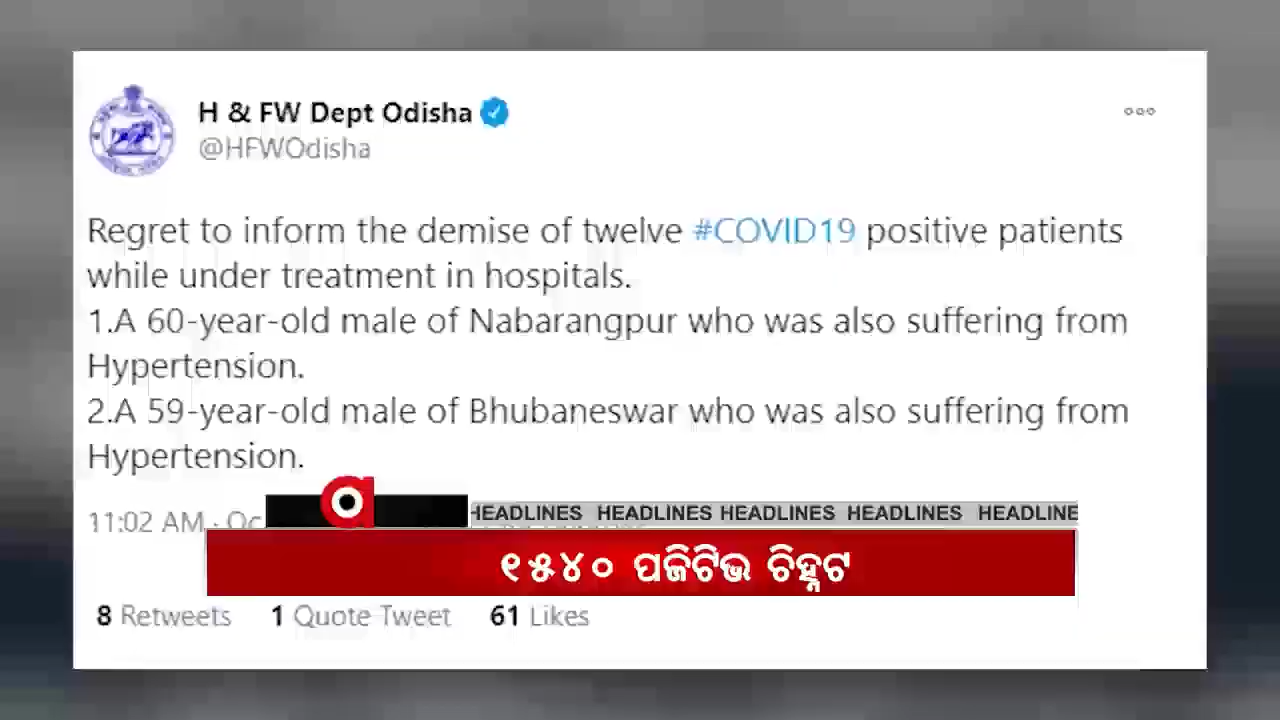 H & FW Dept Odisha
@HFWOdisha
Regret to inform the demise of twelve #COVID19 positive patients
while under treatment in hospitals.
1.A 60-year-old male of Nabarangpur who was also suffering from
Hypertension.
2.A 59-year-old male of Bhubaneswar who was also suffering from
Hypertension.
11:02 AM · Oc
HEADLINES HEADLINES HEADLINES HEADLINES HEADLINE
୧୫୪୦ ପଜିଟିଭ ଚିହ୍ନଟ
8 Retweets 1 Quote Tweet 61 Likes